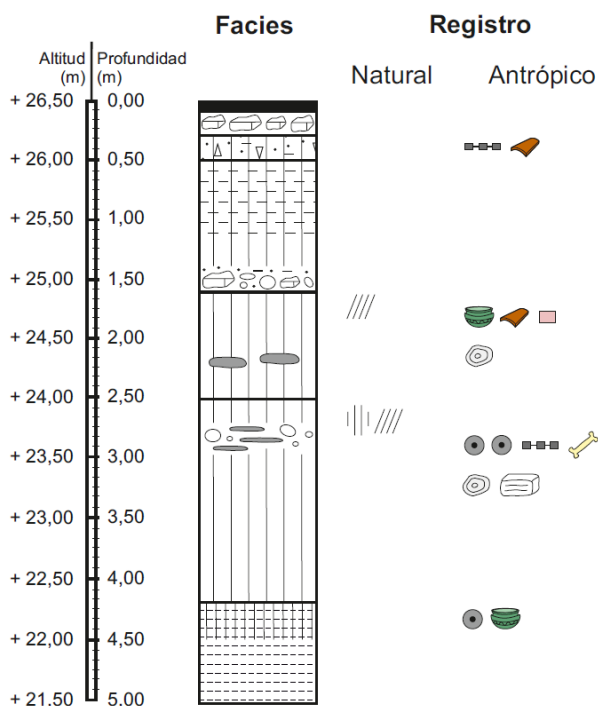 Facies
Registro
Altitud
(m)
Profundidad
(m)
Natural
Antrópico
+ 26,50 0,00
+ 26,00 0,50
+ 25,50 1,00
+ 25,00 1,50
+ 24,50 2,00
+ 24,00 2,50
+ 23,50 3,00
+ 23,00 3,50
+ 22,50 4,00
+ 22,00 4,50
+ 21,50 5,00